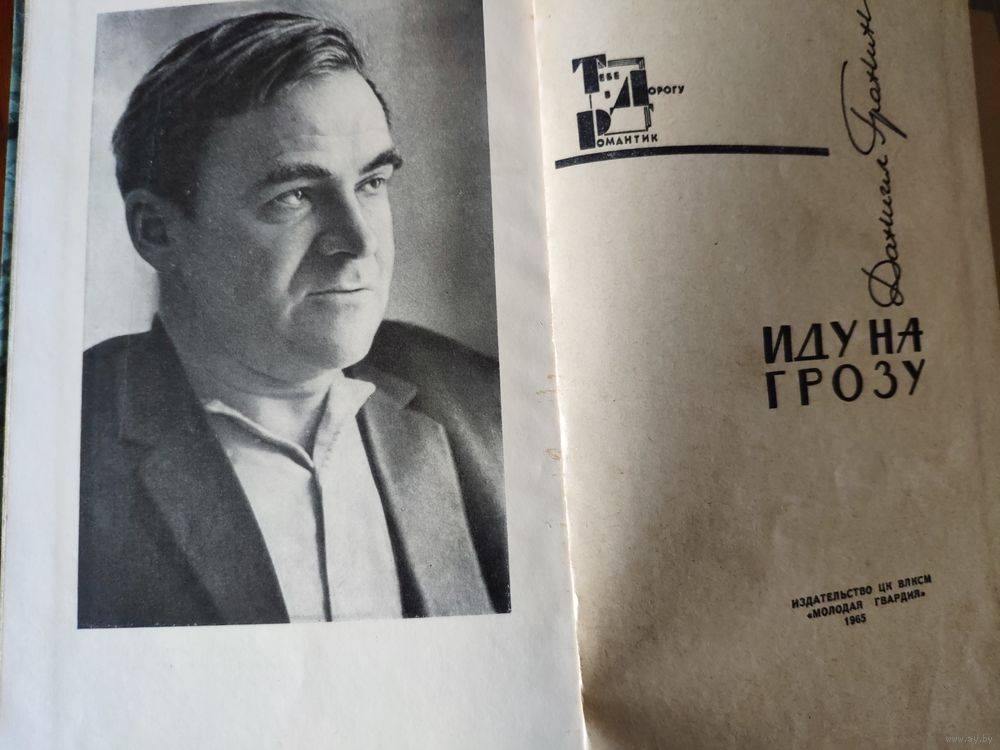 Тебе
в дорогу
Романтик
Даниил Гранин
ИДУ НА
ГРОЗУ
ИЗДАТЕЛЬСТВО ЦК ВЛКСМ
«МОЛОДАЯ ГВАРДИЯ»
1965
www.ay.by